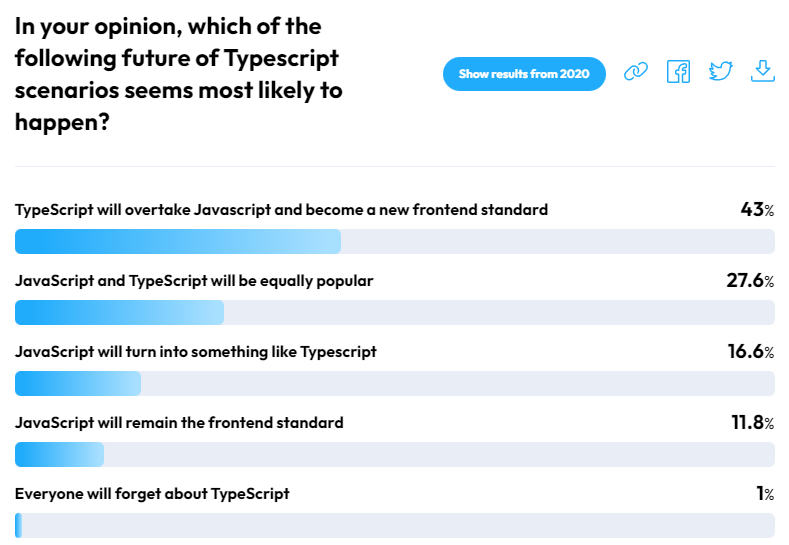 In your opinion, which of the
following future of Typescript
scenarios seems most likely to
happen?
Show results from 2020
TypeScript will overtake Javascript and become a new frontend standard
43%
JavaScript and TypeScript will be equally popular
27.6%
JavaScript will turn into something like Typescript
16.6%
JavaScript will remain the frontend standard
11.8%
Everyone will forget about TypeScript
1%